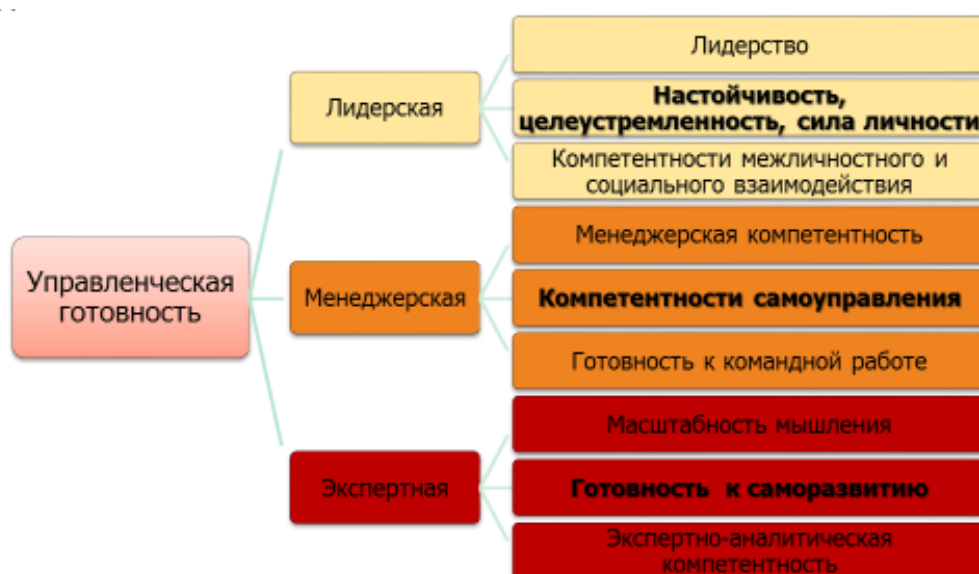 Управленческая
готовность
Лидерская
Лидерство
Настойчивость,
целеустремленность, сила личности
Компетентности межличностного и
социального взаимодействия
Менеджерская
Менеджерская компетентность
Компетентности самоуправления
Готовность к командной работе
Экспертная
Масштабность мышления
Готовность к саморазвитию
Экспертно-аналитическая
компетентность